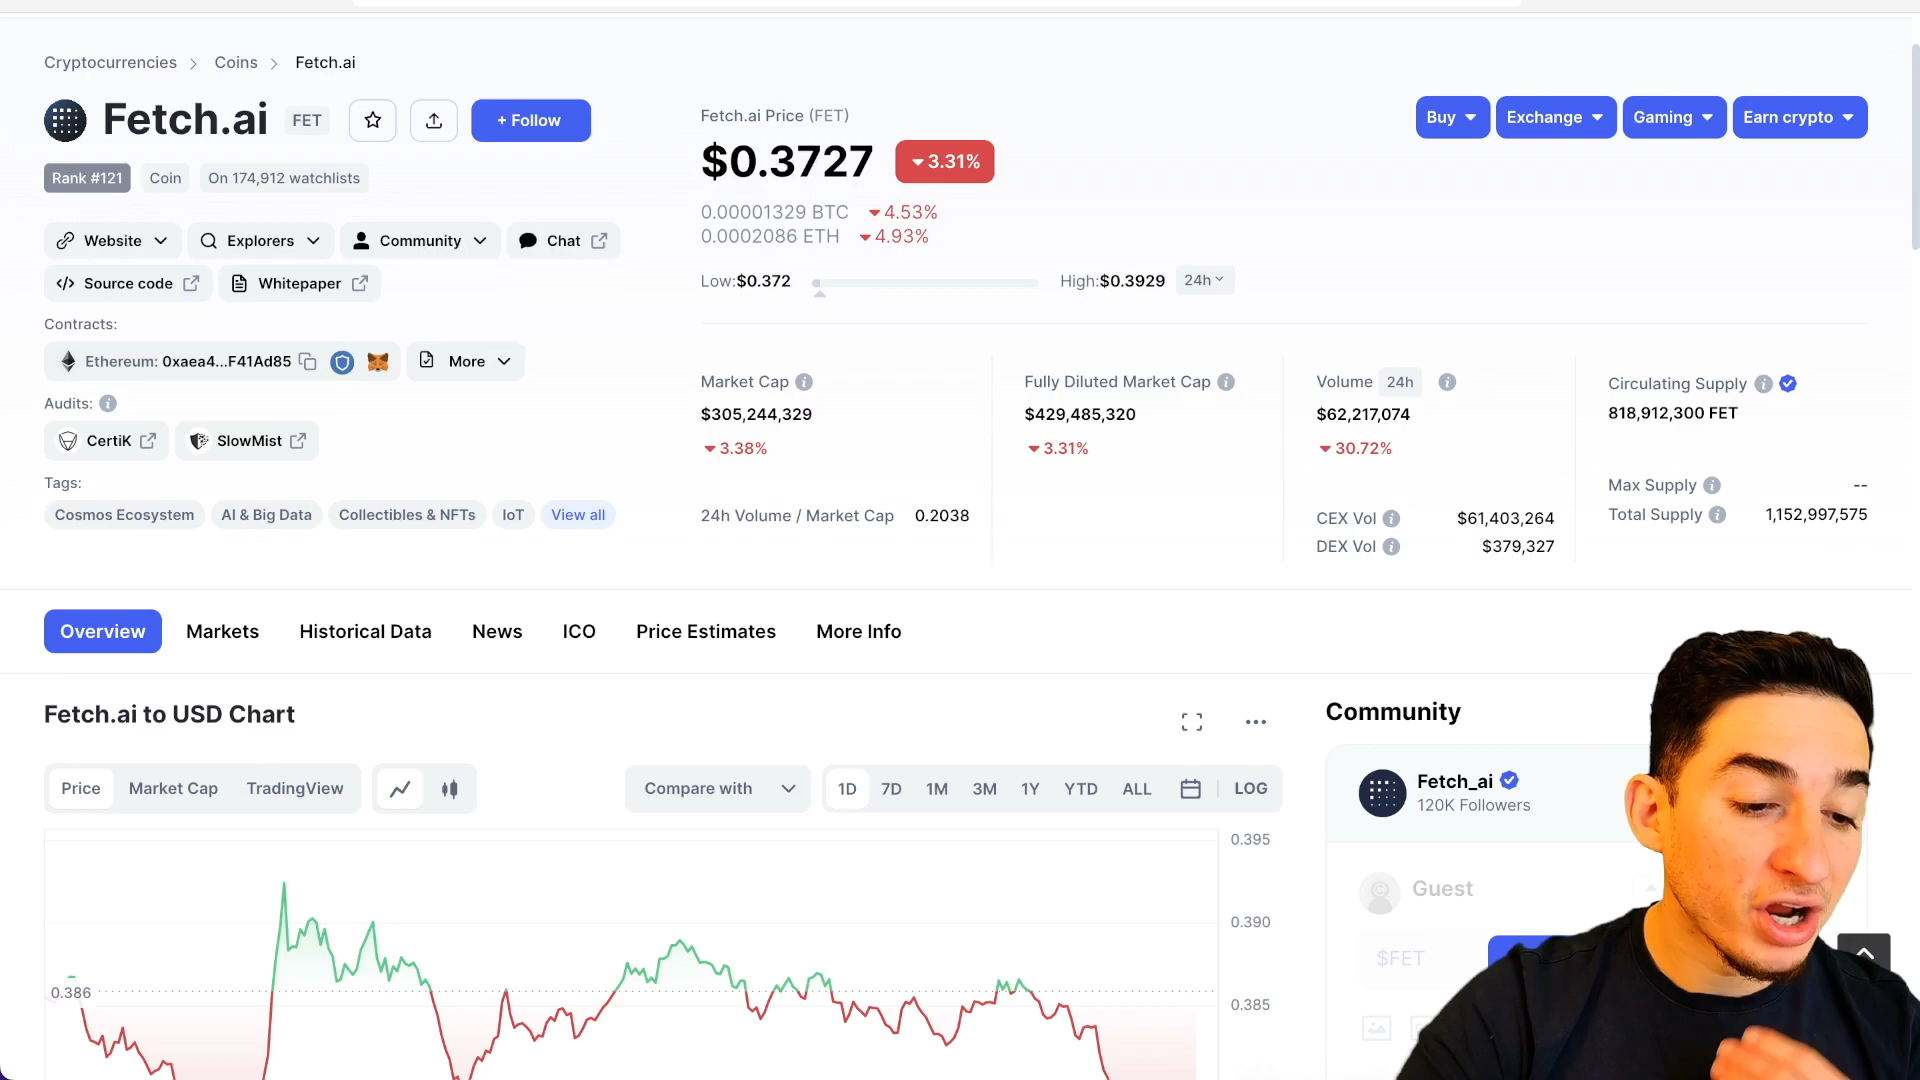 Cryptocurrencies > Coins > Fetch.ai
Fetch.ai FET + Follow
Rank #121 Coin On 174,912 watchlists
Website Explorers Community Chat
Source code Whitepaper
Contracts:
Ethereum: 0xaea4...F41Ad85 More
Audits:
CertiK SlowMist
Tags:
Cosmos Ecosystem AI & Big Data Collectibles & NFTs IoT View all
Fetch.ai Price (FET)
$0.3727 3.31%
0.00001329 BTC 4.53%
0.0002086 ETH 4.93%
Low:$0.372 High:$0.3929 24h
Buy Exchange Gaming Earn crypto
Market Cap
$305,244,329
3.38%
24h Volume / Market Cap 0.2038
Fully Diluted Market Cap
$429,485,320
3.31%
Volume 24h
$62,217,074
30.72%
CEX Vol $61,403,264
DEX Vol $379,327
Circulating Supply
818,912,300 FET
Max Supply --
Total Supply 1,152,997,575
Overview Markets Historical Data News ICO Price Estimates More Info
Fetch.ai to USD Chart
Price Market Cap TradingView Compare with 1D 7D 1M 3M 1Y YTD ALL LOG
0.395
0.390
0.386
0.385
Community
Fetch_ai
120K Followers
Guest
$FET